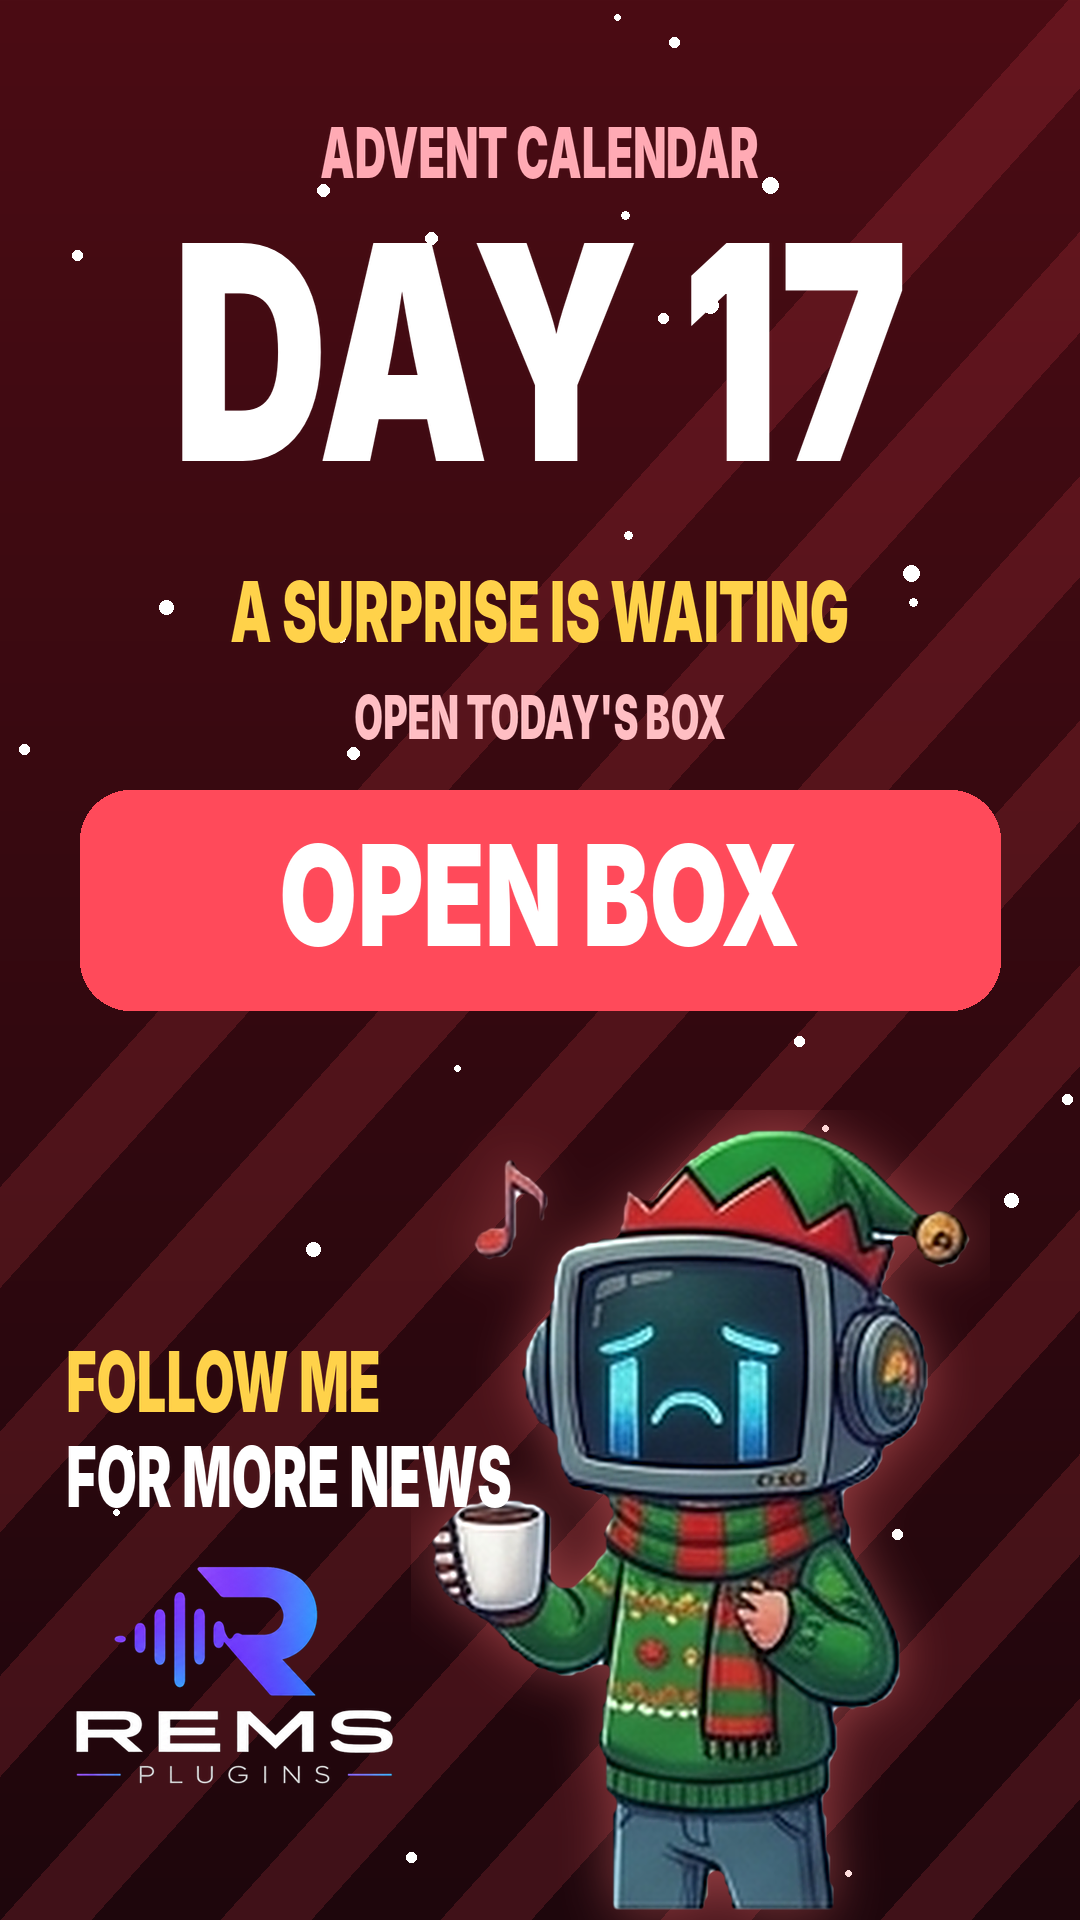 ADVENT CALENDAR
DAY 17
A SURPRISE IS WAITING
OPEN TODAY'S BOX
OPEN BOX
FOLLOW ME
FOR MORE NEWS
REMS
PLUGINS